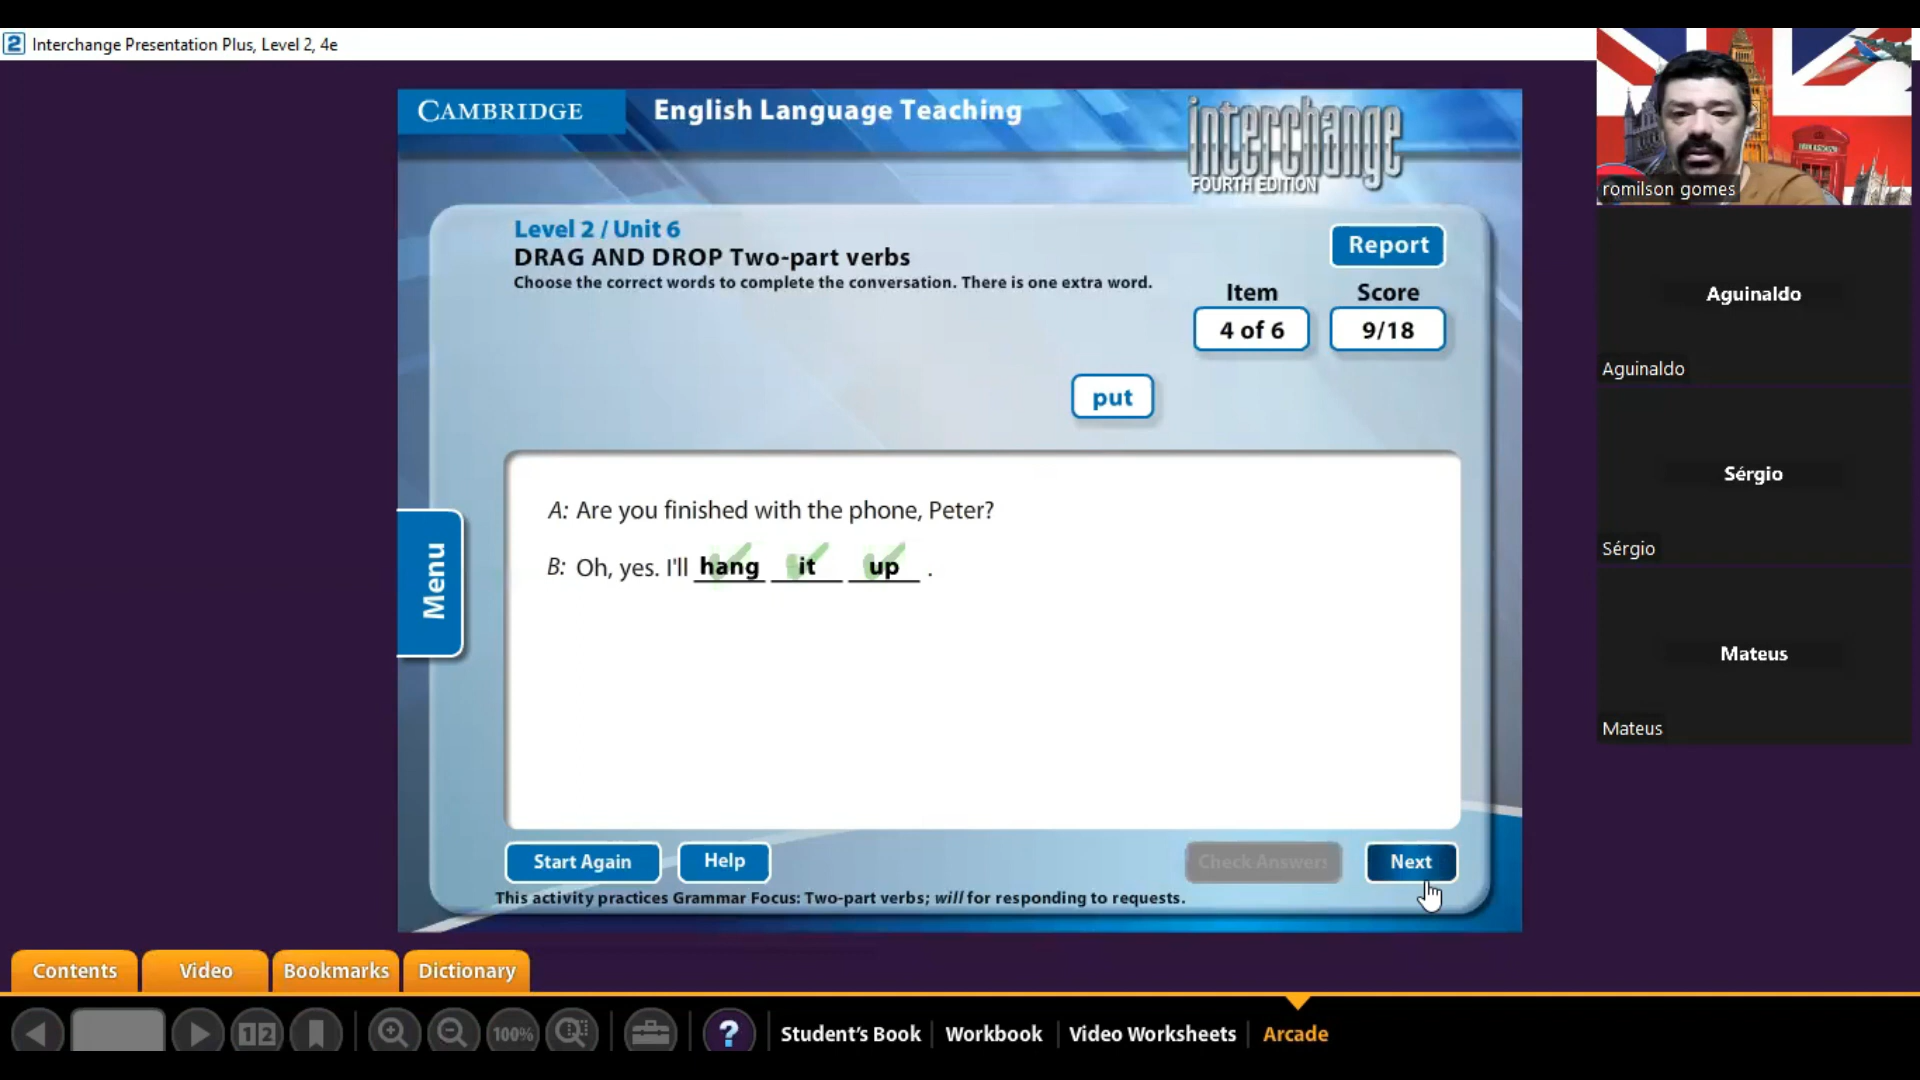 Interchange Presentation Plus, Level 2, 4e
CAMBRIDGE
English Language Teaching
interchange
FOURTH EDITION
Level 2 / Unit 6
DRAG AND DROP Two-part verbs
Choose the correct words to complete the conversation. There is one extra word.
Report
Item
Score
4 of 6
9/18
put
A: Are you finished with the phone, Peter?
B: Oh, yes. I'll hang it up .
Menu
Start Again
Help
Check Answers
Next
This activity practices Grammar Focus: Two-part verbs; will for responding to requests.
romilson gomes
Aguinaldo
Aguinaldo
Sérgio
Sérgio
Mateus
Mateus
Contents
Video
Bookmarks
Dictionary
12
100%
?
Student's Book
Workbook
Video Worksheets
Arcade